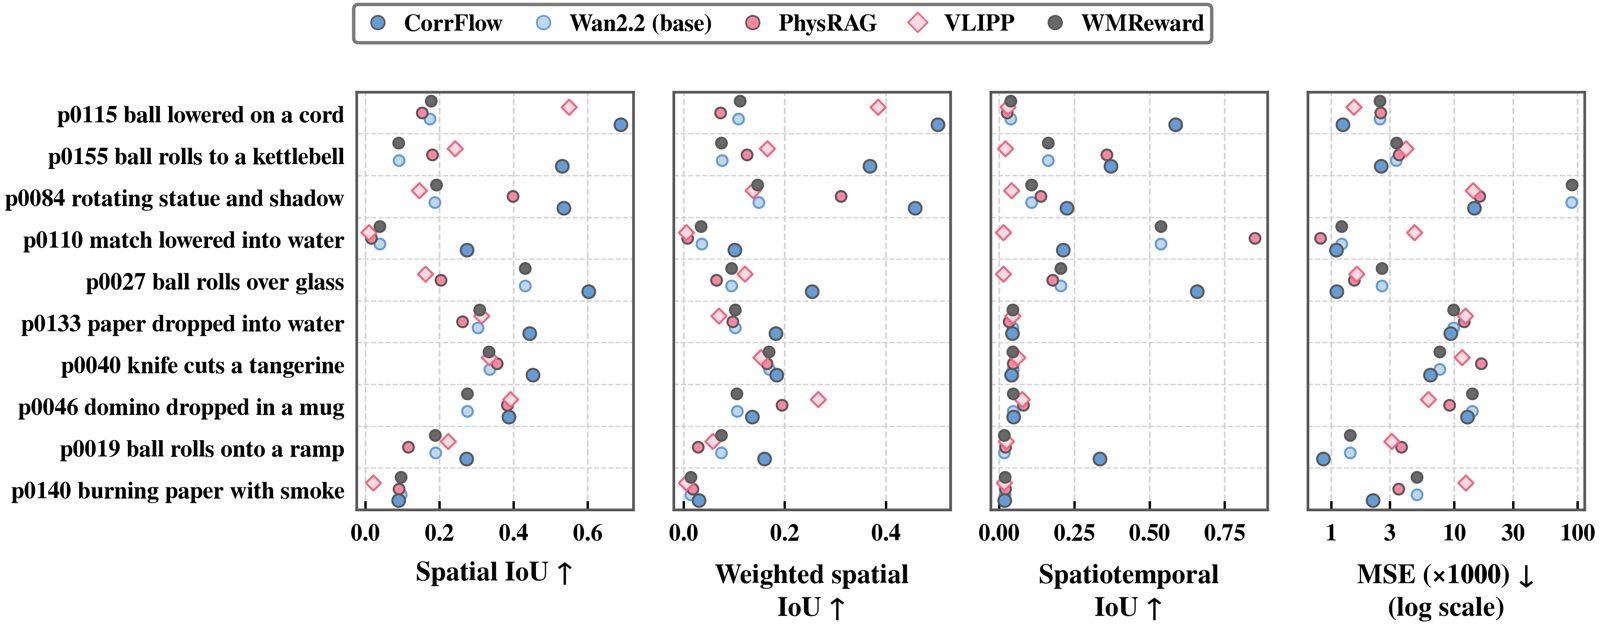 CorrFlow Wan2.2 (base) PhysRAG VLIPP WMReward
p0115 ball lowered on a cord
p0155 ball rolls to a kettlebell
p0084 rotating statue and shadow
p0110 match lowered into water
p0027 ball rolls over glass
p0133 paper dropped into water
p0040 knife cuts a tangerine
p0046 domino dropped in a mug
p0019 ball rolls onto a ramp
p0140 burning paper with smoke
0.0 0.2 0.4 0.6
Spatial IoU ↑
0.0 0.2 0.4
Weighted spatial
IoU ↑
0.00 0.25 0.50 0.75
Spatiotemporal
IoU ↑
1 3 10 30 100
MSE (×1000) ↓
(log scale)